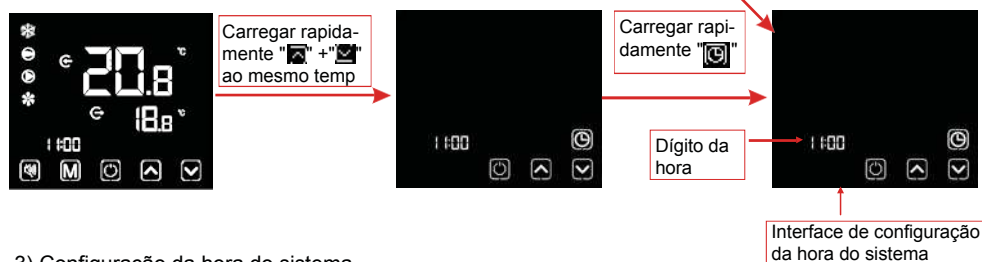 Carregar rapida-
mente " " +" "
ao mesmo temp
Carregar rapi-
damente " "
20.8 °C
18.8 °C
11:00
M
11:00
Dígito da
hora
11:00
Interface de configuração
da hora do sistema
3) Configuração da hora do sistema